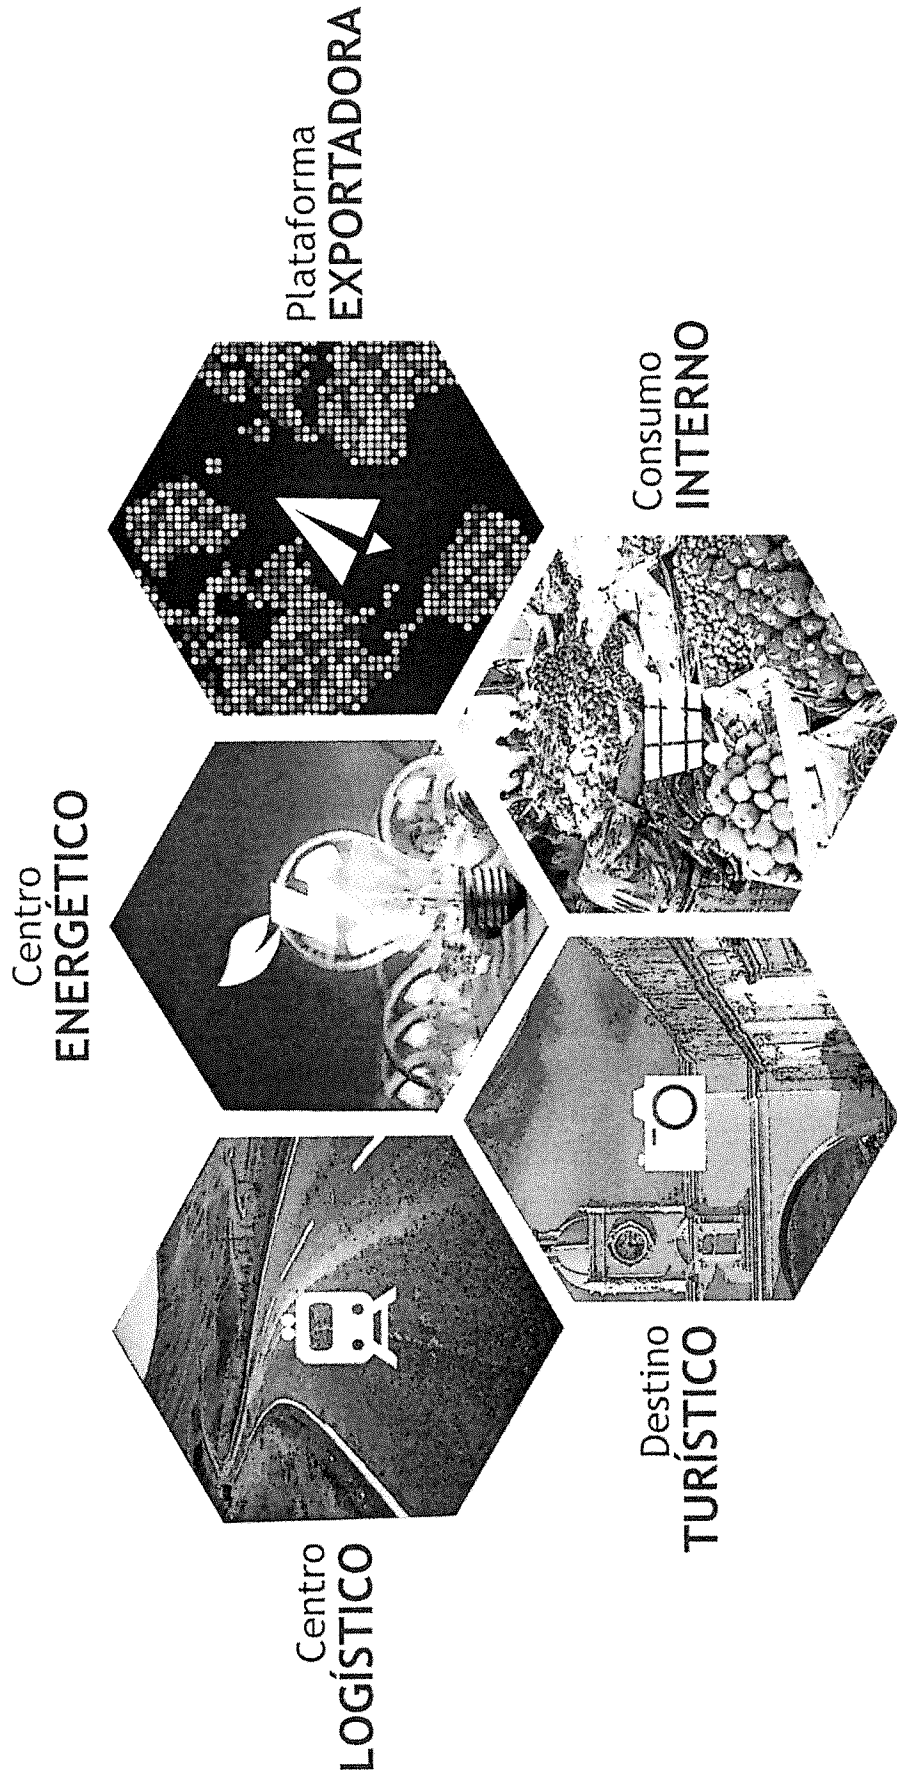 Centro
LOGÍSTICO
Centro
ENERGÉTICO
Plataforma
EXPORTADORA
Destino
TURÍSTICO
Consumo
INTERNO